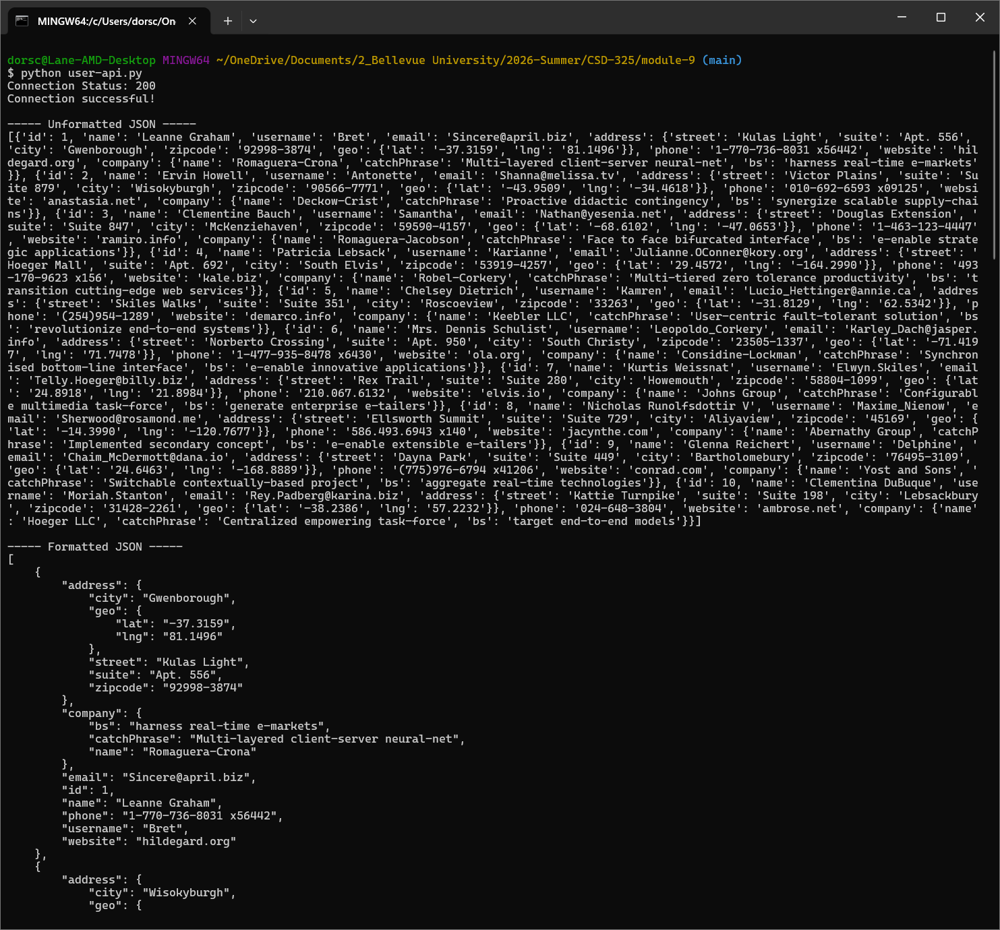 MINGW64:/c/Users/dorsc/On
dorsc@Lane-AMD-Desktop MINGW64 ~/OneDrive/Documents/2_Bellevue University/2026-Summer/CSD-325/module-9 (main)
$ python user-api.py
Connection Status: 200
Connection successful!
----- Unformatted JSON -----
[{'id': 1, 'name': 'Leanne Graham', 'username': 'Bret', 'email': 'Sincere@april.biz', 'address': {'street': 'Kulas Light', 'suite': 'Apt. 556',
'city': 'Gwenborough', 'zipcode': '92998-3874', 'geo': {'lat': '-37.3159', 'lng': '81.1496'}}, 'phone': '1-770-736-8031 x56442', 'website': 'hil
degard.org', 'company': {'name': 'Romaguera-Crona', 'catchPhrase': 'Multi-layered client-server neural-net', 'bs': 'harness real-time e-markets'
}}, {'id': 2, 'name': 'Ervin Howell', 'username': 'Antonette', 'email': 'Shanna@melissa.tv', 'address': {'street': 'Victor Plains', 'suite': 'Su
ite 879', 'city': 'Wisokyburgh', 'zipcode': '90566-7771', 'geo': {'lat': '-43.9509', 'lng': '-34.4618'}}, 'phone': '010-692-6593 x09125', 'websi
te': 'anastasia.net', 'company': {'name': 'Deckow-Crist', 'catchPhrase': 'Proactive didactic contingency', 'bs': 'synergize scalable supply-chai
ns'}}, {'id': 3, 'name': 'Clementine Bauch', 'username': 'Samantha', 'email': 'Nathan@yesenia.net', 'address': {'street': 'Douglas Extension', '
suite': 'Suite 847', 'city': 'McKenziehaven', 'zipcode': '59590-4157', 'geo': {'lat': '-68.6102', 'lng': '-47.0653'}}, 'phone': '1-463-123-4447'
, 'website': 'ramiro.info', 'company': {'name': 'Romaguera-Jacobson', 'catchPhrase': 'Face to face bifurcated interface', 'bs': 'e-enable strate
gic applications'}}, {'id': 4, 'name': 'Patricia Lebsack', 'username': 'Karianne', 'email': 'Julianne.OConner@kory.org', 'address': {'street': '
Hoeger Mall', 'suite': 'Apt. 692', 'city': 'South Elvis', 'zipcode': '53919-4257', 'geo': {'lat': '29.4572', 'lng': '-164.2990'}}, 'phone': '493
-170-9623 x156', 'website': 'kale.biz', 'company': {'name': 'Robel-Corkery', 'catchPhrase': 'Multi-tiered zero tolerance productivity', 'bs': 't
ransition cutting-edge web services'}}, {'id': 5, 'name': 'Chelsey Dietrich', 'username': 'Kamren', 'email': 'Lucio_Hettinger@annie.ca', 'addres
s': {'street': 'Skiles Walks', 'suite': 'Suite 351', 'city': 'Roscoeview', 'zipcode': '33263', 'geo': {'lat': '-31.8129', 'lng': '62.5342'}}, 'p
hone': '(254)954-1289', 'website': 'demarco.info', 'company': {'name': 'Keebler LLC', 'catchPhrase': 'User-centric fault-tolerant solution', 'bs
': 'revolutionize end-to-end systems'}}, {'id': 6, 'name': 'Mrs. Dennis Schulist', 'username': 'Leopoldo_Corkery', 'email': 'Karley_Dach@jasper.
info', 'address': {'street': 'Norberto Crossing', 'suite': 'Apt. 950', 'city': 'South Christy', 'zipcode': '23505-1337', 'geo': {'lat': '-71.419
7', 'lng': '71.7478'}}, 'phone': '1-477-935-8478 x6430', 'website': 'ola.org', 'company': {'name': 'Considine-Lockman', 'catchPhrase': 'Synchron
ised bottom-line interface', 'bs': 'e-enable innovative applications'}}, {'id': 7, 'name': 'Kurtis Weissnat', 'username': 'Elwyn.Skiles', 'email
': 'Telly.Hoeger@billy.biz', 'address': {'street': 'Rex Trail', 'suite': 'Suite 280', 'city': 'Howemouth', 'zipcode': '58804-1099', 'geo': {'lat
': '24.8918', 'lng': '21.8984'}}, 'phone': '210.067.6132', 'website': 'elvis.io', 'company': {'name': 'Johns Group', 'catchPhrase': 'Configurabl
e multimedia task-force', 'bs': 'generate enterprise e-tailers'}}, {'id': 8, 'name': 'Nicholas Runolfsdottir V', 'username': 'Maxime_Nienow', 'e
mail': 'Sherwood@rosamond.me', 'address': {'street': 'Ellsworth Summit', 'suite': 'Suite 729', 'city': 'Aliyaview', 'zipcode': '45169', 'geo': {
'lat': '-14.3990', 'lng': '-120.7677'}}, 'phone': '586.493.6943 x140', 'website': 'jacynthe.com', 'company': {'name': 'Abernathy Group', 'catchP
hrase': 'Implemented secondary concept', 'bs': 'e-enable extensible e-tailers'}}, {'id': 9, 'name': 'Glenna Reichert', 'username': 'Delphine', '
email': 'Chaim_McDermott@dana.io', 'address': {'street': 'Dayna Park', 'suite': 'Suite 449', 'city': 'Bartholomebury', 'zipcode': '76495-3109',
'geo': {'lat': '24.6463', 'lng': '-168.8889'}}, 'phone': '(775)976-6794 x41206', 'website': 'conrad.com', 'company': {'name': 'Yost and Sons', '
catchPhrase': 'Switchable contextually-based project', 'bs': 'aggregate real-time technologies'}}, {'id': 10, 'name': 'Clementina DuBuque', 'use
rname': 'Moriah.Stanton', 'email': 'Rey.Padberg@karina.biz', 'address': {'street': 'Kattie Turnpike', 'suite': 'Suite 198', 'city': 'Lebsackbury
', 'zipcode': '31428-2261', 'geo': {'lat': '-38.2386', 'lng': '57.2232'}}, 'phone': '024-648-3804', 'website': 'ambrose.net', 'company': {'name'
: 'Hoeger LLC', 'catchPhrase': 'Centralized empowering task-force', 'bs': 'target end-to-end models'}}]
----- Formatted JSON -----
[
    {
        "address": {
            "city": "Gwenborough",
            "geo": {
                "lat": "-37.3159",
                "lng": "81.1496"
            },
            "street": "Kulas Light",
            "suite": "Apt. 556",
            "zipcode": "92998-3874"
        },
        "company": {
            "bs": "harness real-time e-markets",
            "catchPhrase": "Multi-layered client-server neural-net",
            "name": "Romaguera-Crona"
        },
        "email": "Sincere@april.biz",
        "id": 1,
        "name": "Leanne Graham",
        "phone": "1-770-736-8031 x56442",
        "username": "Bret",
        "website": "hildegard.org"
    },
    {
        "address": {
            "city": "Wisokyburgh",
            "geo": {